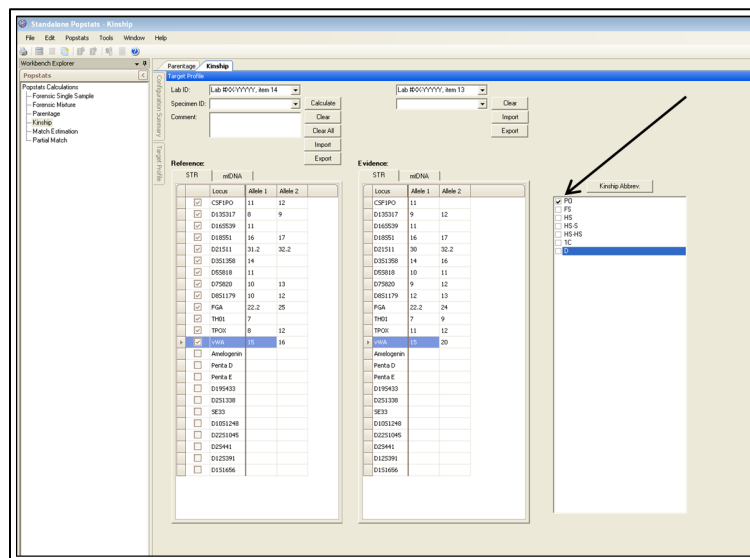 Standalone Popstats - Kinship
File Edit Popstats Tools Window Help
Workbench Explorer
Popstats
Popstats Calculations
Forensic Single Sample
Forensic Mixture
Parentage
Kinship
Match Estimation
Partial Match
Configuration Summary
Target Profile
Parentage Kinship
Target Profile
Lab ID: Lab #XX-YYYYY, item 14 Lab #XX-YYYYY, item 13
Specimen ID: Calculate Clear
Comment: Clear Import
Clear All Export
Import
Export
Reference: Evidence:
STR mtDNA STR mtDNA
Kinship Abbrev.
Locus Allele 1 Allele 2 Locus Allele 1 Allele 2
CSF1PO 11 12 CSF1PO 11 PO
D13S317 8 9 D13S317 9 12 FS
D16S539 11 D16S539 11 HS
D18S51 16 17 D18S51 16 17 HS-S
D21S11 31.2 32.2 D21S11 30 32.2 HS-HS
D3S1358 14 D3S1358 14 16 1C
D5S818 11 D5S818 10 11 D
D7S820 10 13 D7S820 9 12
D8S1179 10 12 D8S1179 12 13
FGA 22.2 25 FGA 22.2 24
TH01 7 TH01 7 9
TPOX 8 12 TPOX 11 12
vWA 15 16 vWA 15 20
Amelogenin Amelogenin
Penta D Penta D
Penta E Penta E
D19S433 D19S433
D2S1338 D2S1338
SE33 SE33
D10S1248 D10S1248
D22S1045 D22S1045
D2S441 D2S441
D12S391 D12S391
D1S1656 D1S1656